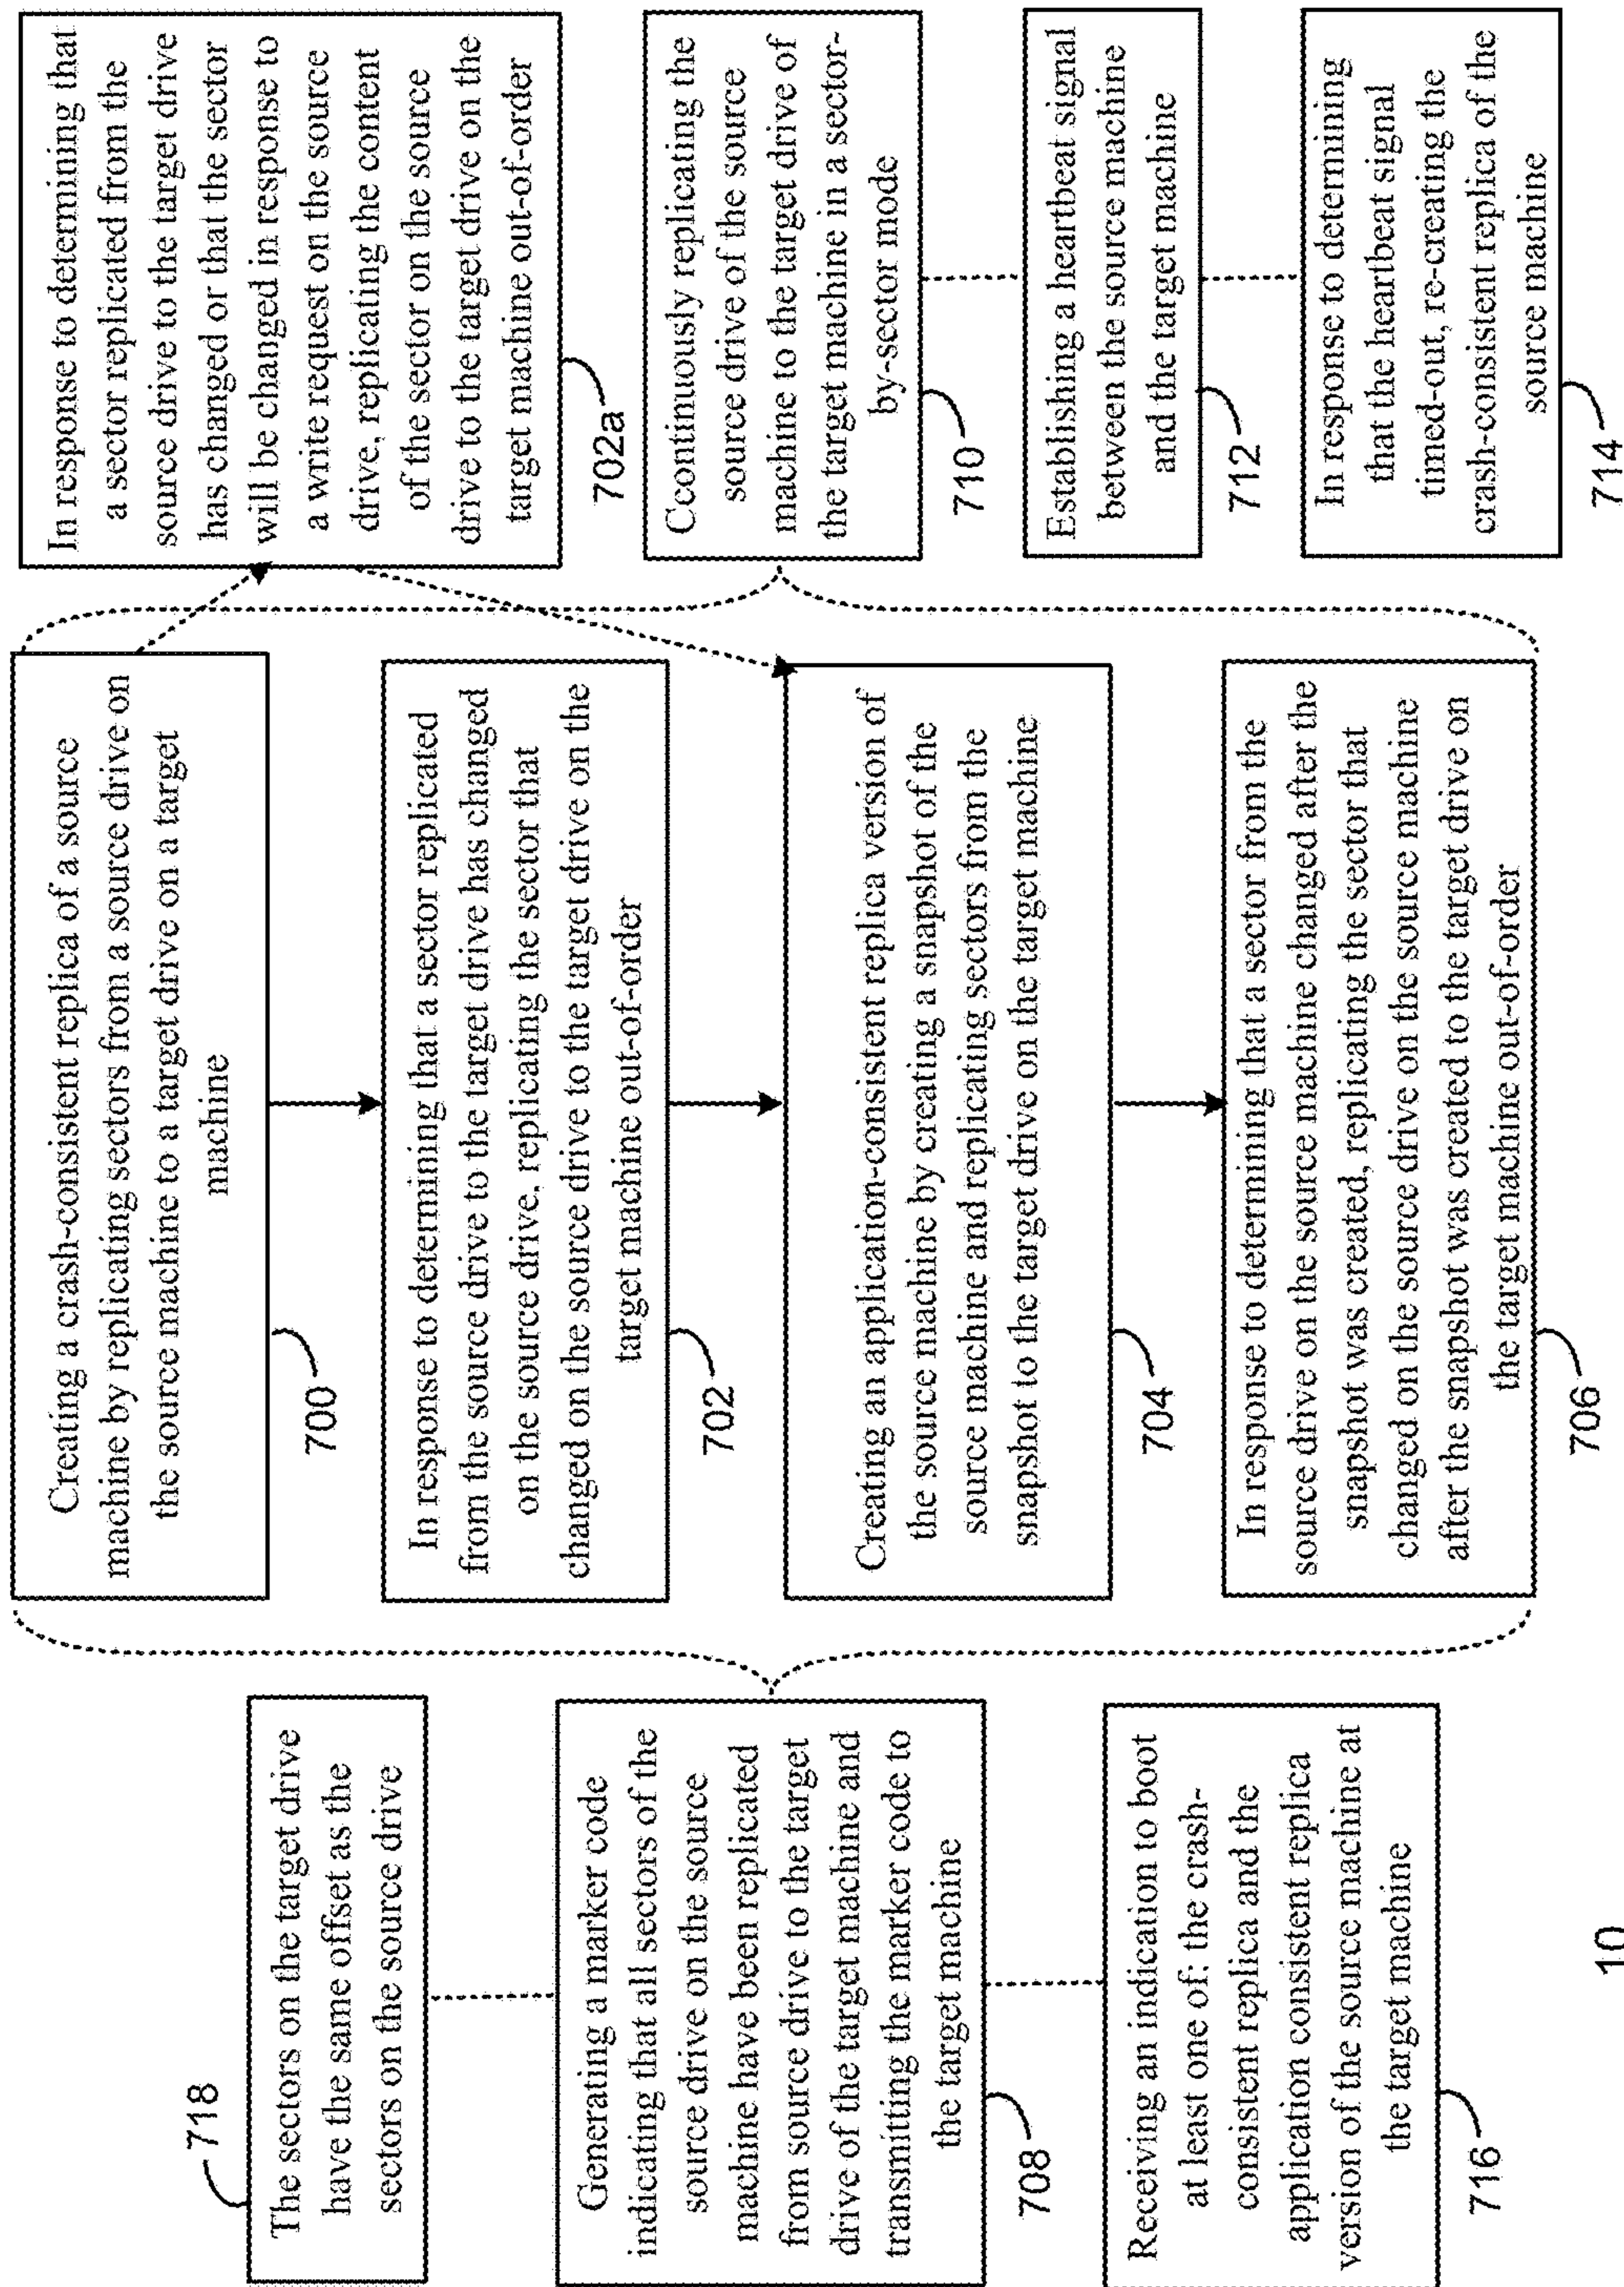 718
The sectors on the target drive
have the same offset as the
sectors on the source drive
Generating a marker code
indicating that all sectors of the
source drive on the source
machine have been replicated
from source drive to the target
drive of the target machine and
transmitting the marker code to
the target machine
708
Receiving an indication to boot
at least one of: the crash-
consistent replica and the
application consistent replica
version of the source machine at
the target machine
716
Creating a crash-consistent replica of a source
machine by replicating sectors from a source drive on
the source machine to a target drive on a target
machine
700
In response to determining that a sector replicated
from the source drive to the target drive has changed
on the source drive, replicating the sector that
changed on the source drive to the target drive on the
target machine out-of-order
702
Creating an application-consistent replica version of
the source machine by creating a snapshot of the
source machine and replicating sectors from the
snapshot to the target drive on the target machine
704
In response to determining that a sector from the
source drive on the source machine changed after the
snapshot was created, replicating the sector that
changed on the source drive on the source machine
after the snapshot was created to the target drive on
the target machine out-of-order
706
In response to determining that
a sector replicated from the
source drive to the target drive
has changed or that the sector
will be changed in response to
a write request on the source
drive, replicating the content
of the sector on the source
drive to the target drive on the
target machine out-of-order
702a
Ccontinuously replicating the
source drive of the source
machine to the target drive of
the target machine in a sector-
by-sector mode
710
Establishing a heartbeat signal
between the source machine
and the target machine
712
In response to determining
that the heartbeat signal
timed-out, re-creating the
crash-consistent replica of the
source machine
714
10